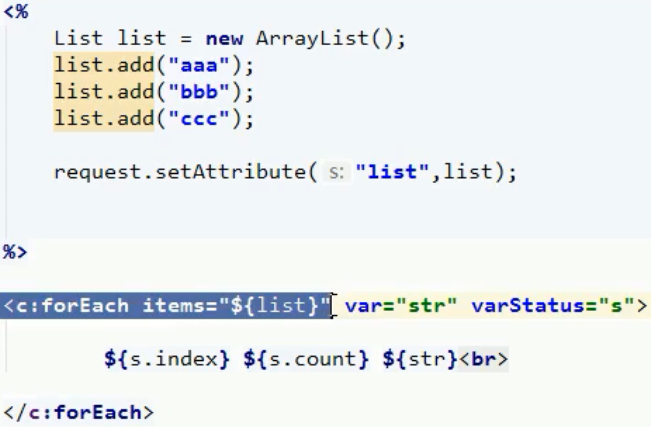 <%
List list = new ArrayList();
list.add("aaa");
list.add("bbb");
list.add("ccc");
request.setAttribute( s: "list",list);
%>
<c:forEach items="${list}" var="str" varStatus="s">
${s.index} ${s.count} ${str}<br>
</c:forEach>